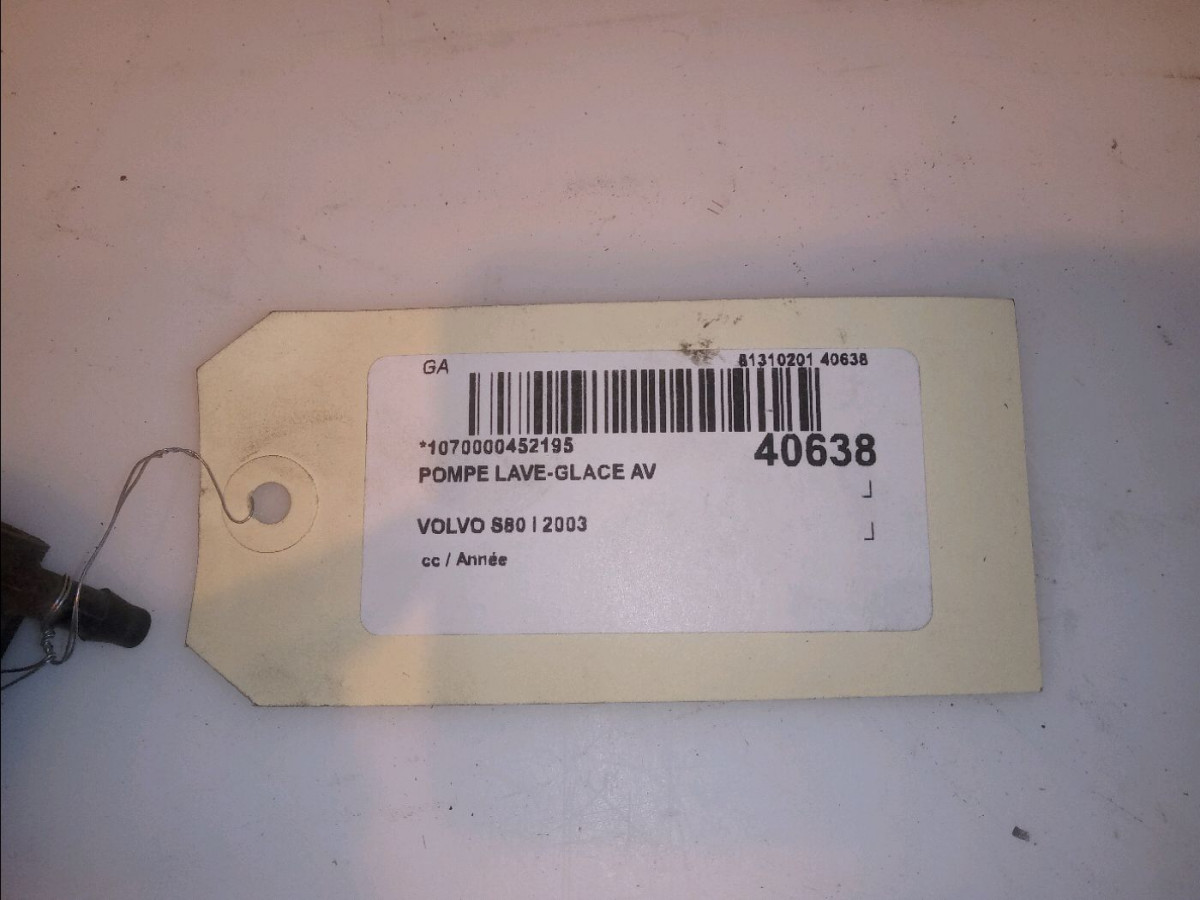 GA 81310201 40638
*1070000452195 40638
POMPE LAVE-GLACE AV
VOLVO S80 I 2003
cc / Année